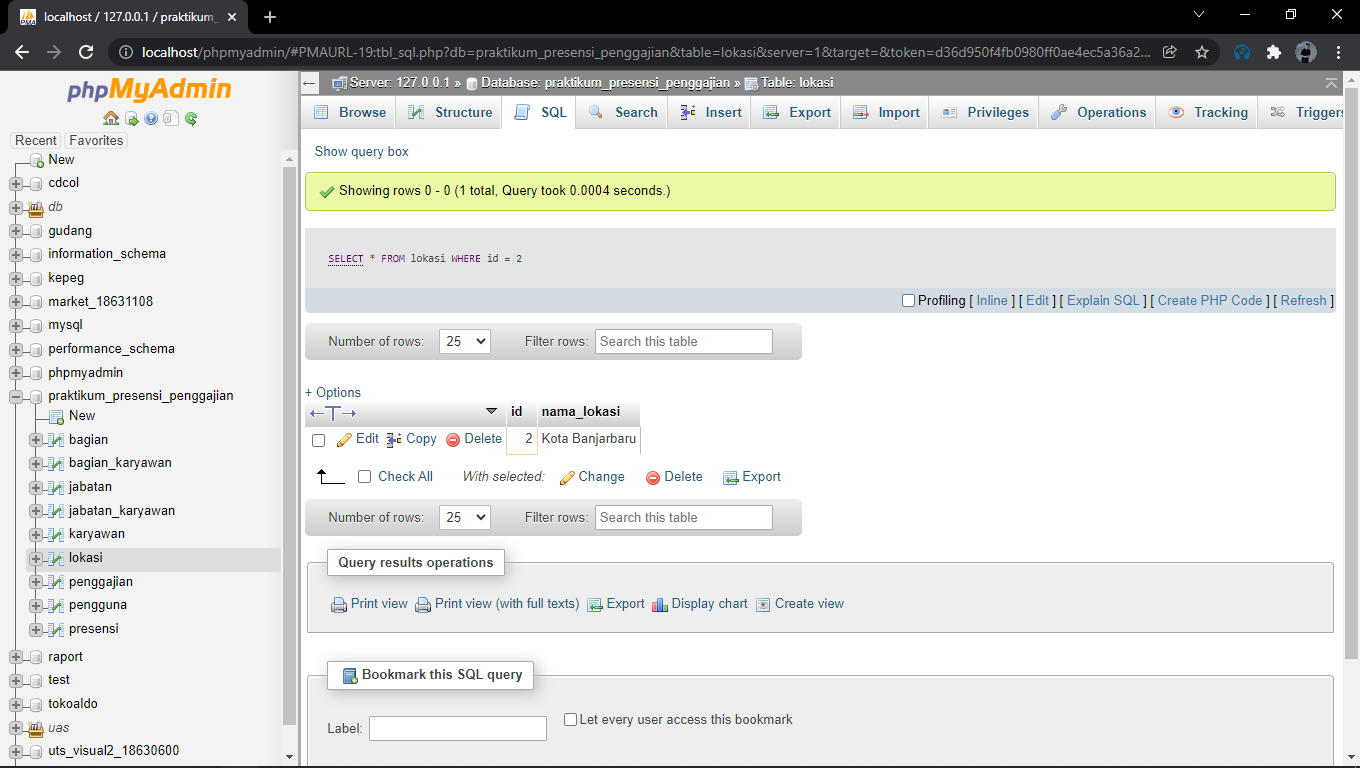 localhost / 127.0.0.1 / praktikum_
localhost/phpmyadmin/#PMAURL-19:tbl_sql.php?db=praktikum_presensi_penggajian&table=lokasi&server=1&target=&token=d36d950f4fb0980ff0ae4ec5a36a2...
phpMyAdmin
Recent Favorites
New
cdcol
db
gudang
information_schema
kepeg
market_18631108
mysql
performance_schema
phpmyadmin
praktikum_presensi_penggajian
New
bagian
bagian_karyawan
jabatan
jabatan_karyawan
karyawan
lokasi
penggajian
pengguna
presensi
raport
test
tokoaldo
uas
uts_visual2_18630600
Server: 127.0.0.1 » Database: praktikum_presensi_penggajian » Table: lokasi
Browse Structure SQL Search Insert Export Import Privileges Operations Tracking Triggers
Show query box
Showing rows 0 - 0 (1 total, Query took 0.0004 seconds.)
SELECT * FROM lokasi WHERE id = 2
Profiling [ Inline ] [ Edit ] [ Explain SQL ] [ Create PHP Code ] [ Refresh ]
Number of rows: 25 Filter rows: Search this table
+ Options
←T→ id nama_lokasi
Edit Copy Delete 2 Kota Banjarbaru
Check All With selected: Change Delete Export
Number of rows: 25 Filter rows: Search this table
Query results operations
Print view Print view (with full texts) Export Display chart Create view
Bookmark this SQL query
Label: Let every user access this bookmark